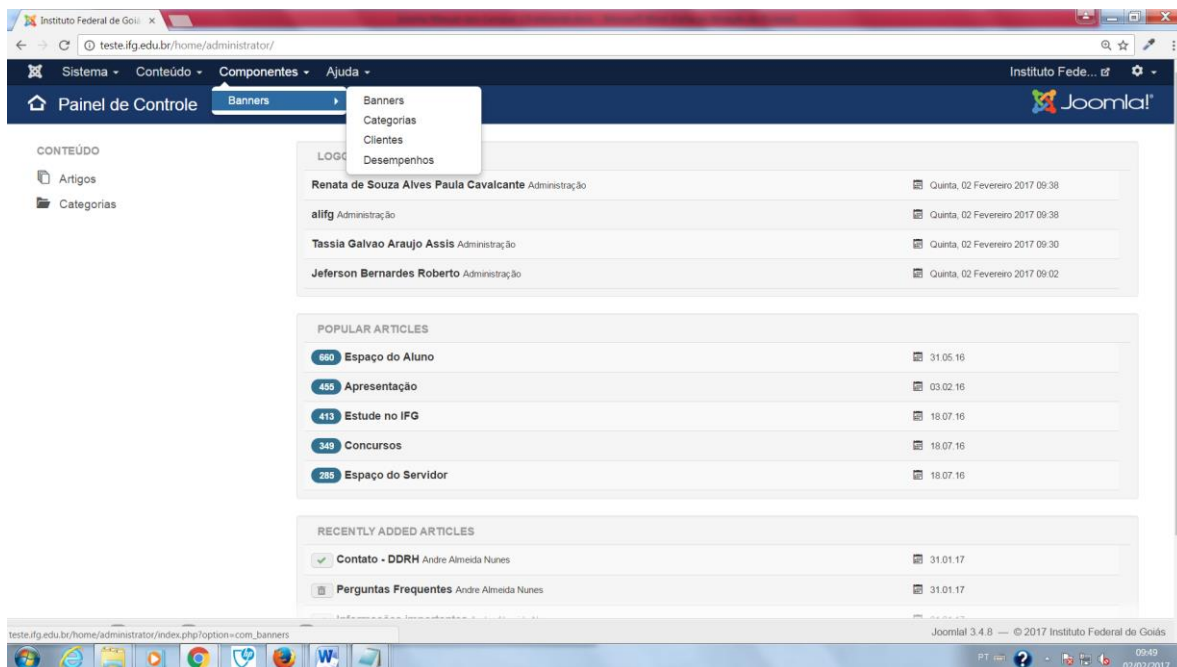 Instituto Federal de Goiá
teste.ifg.edu.br/home/administrator/
Sistema Conteúdo Componentes Ajuda Instituto Fede...
Painel de Controle Banners Banners Joomla!
Categorias
Clientes
Desempenhos
CONTEÚDO
Artigos
Categorias
LOGG
Renata de Souza Alves Paula Cavalcante Administração Quinta, 02 Fevereiro 2017 09:38
alifg Administração Quinta, 02 Fevereiro 2017 09:38
Tassia Galvao Araujo Assis Administração Quinta, 02 Fevereiro 2017 09:30
Jeferson Bernardes Roberto Administração Quinta, 02 Fevereiro 2017 09:02
POPULAR ARTICLES
660 Espaço do Aluno 31.05.16
455 Apresentação 03.02.16
413 Estude no IFG 18.07.16
349 Concursos 18.07.16
285 Espaço do Servidor 18.07.16
RECENTLY ADDED ARTICLES
Contato - DDRH Andre Almeida Nunes 31.01.17
Perguntas Frequentes Andre Almeida Nunes 31.01.17
teste.ifg.edu.br/home/administrator/index.php?option=com_banners
Joomla! 3.4.8 — © 2017 Instituto Federal de Goiás
PT 09:49
02/02/2017